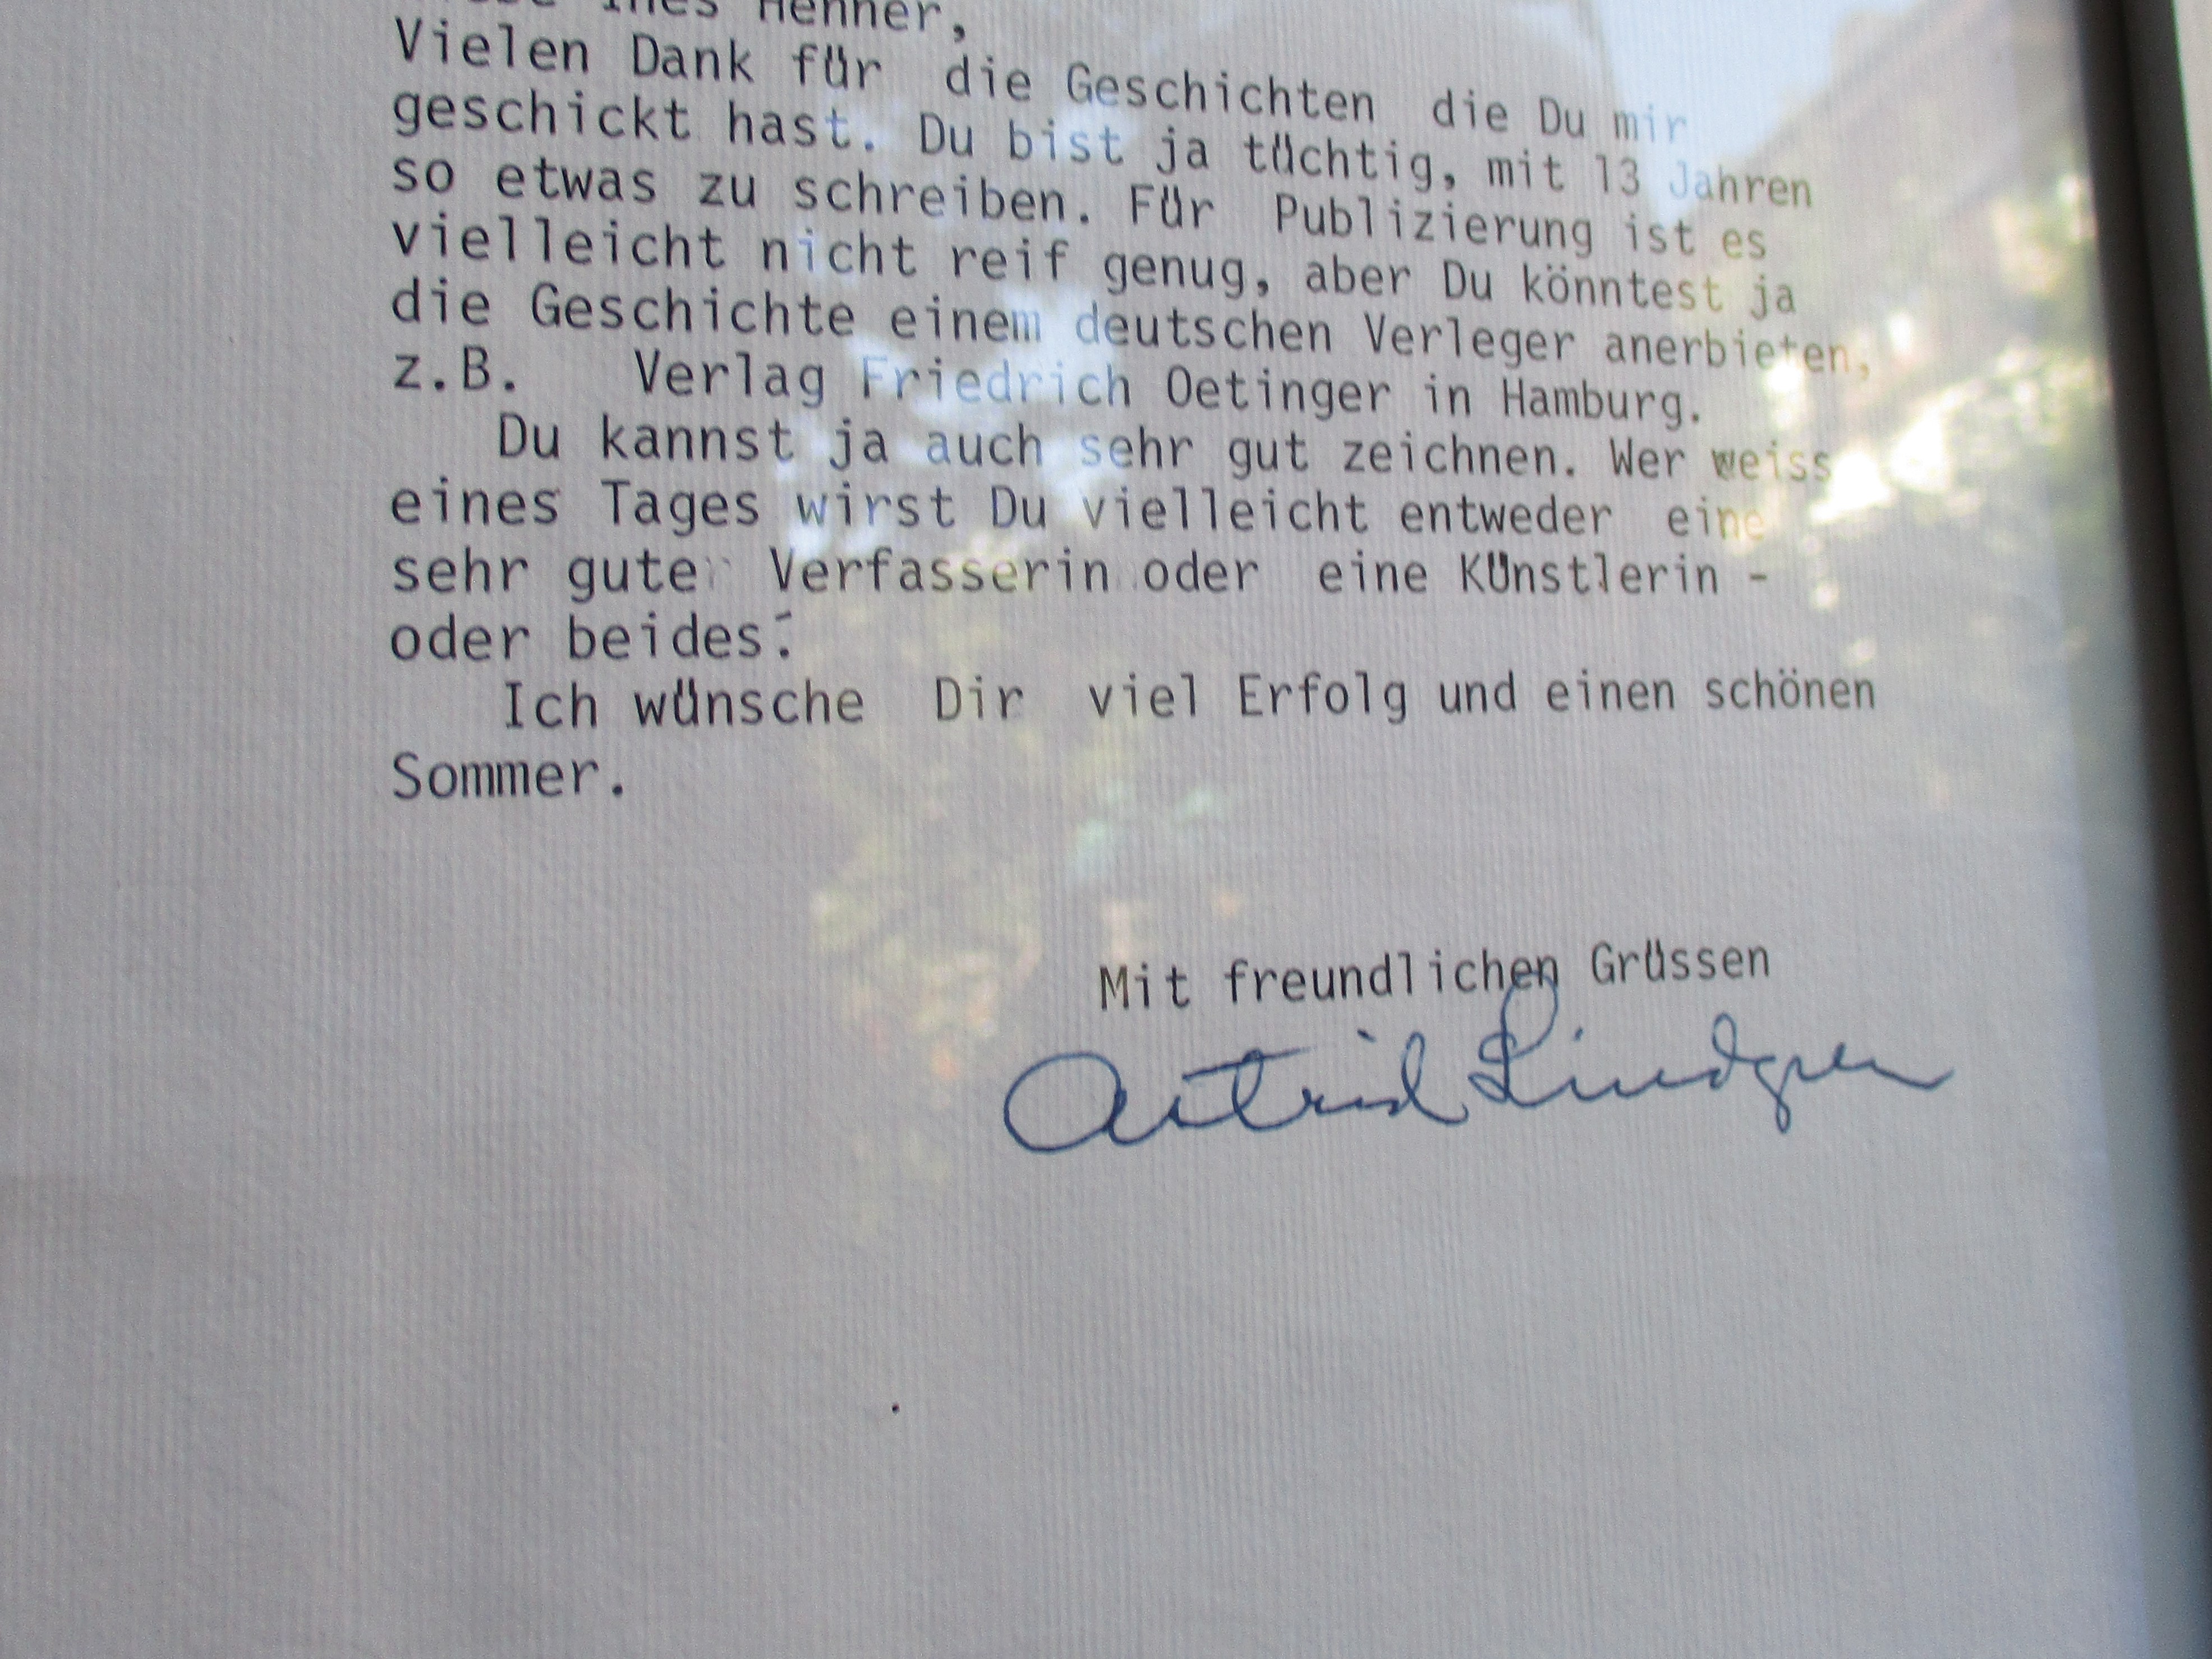 Ines Henner,
Vielen Dank für die Geschichten die Du mir
geschickt hast. Du bist ja tüchtig, mit 13 Jahren
so etwas zu schreiben. Für Publizierung ist es
vielleicht nicht reif genug, aber Du könntest ja
die Geschichte einem deutschen Verleger anerbieten,
z.B. Verlag Friedrich Oetinger in Hamburg.
Du kannst ja auch sehr gut zeichnen. Wer weiss
eines Tages wirst Du vielleicht entweder eine
sehr gute Verfasserin oder eine Künstlerin -
oder beides.
Ich wünsche Dir viel Erfolg und einen schönen
Sommer.
Mit freundlichen Grüssen
Astrid Lindgren